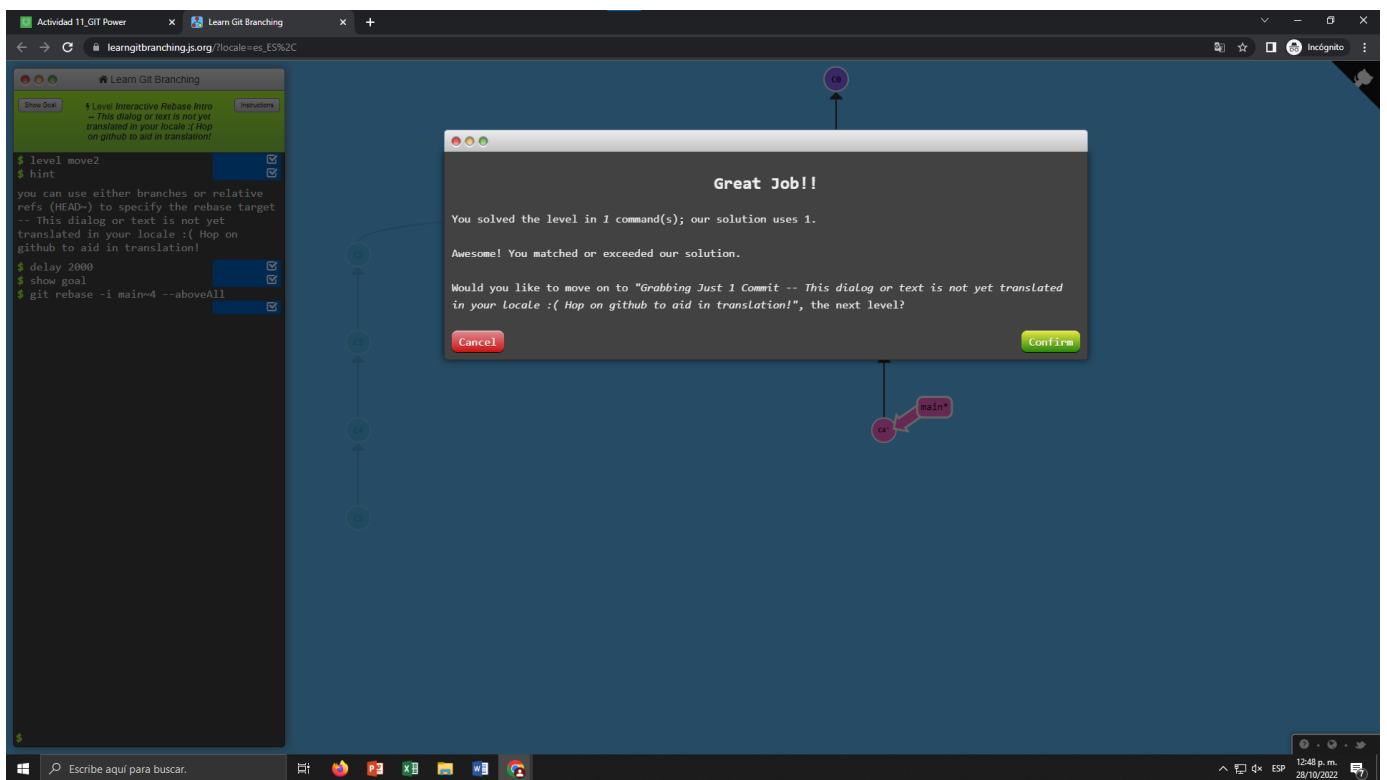 Actividad 11_GIT Power
Learn Git Branching
learngitbranching.js.org/?locale=es_ES%2C
Incógnito
Learn Git Branching
Show Goal
Level Interactive Rebase Intro
-- This dialog or text is not yet
translated in your locale :( Hop
on github to aid in translation!
Instructions
$ level move2
$ hint
you can use either branches or relative
refs (HEAD~) to specify the rebase target
-- This dialog or text is not yet
translated in your locale :( Hop on
github to aid in translation!
$ delay 2000
$ show goal
$ git rebase -i main~4 --aboveAll
$
C0
Great Job!!
You solved the level in 1 command(s); our solution uses 1.
Awesome! You matched or exceeded our solution.
Would you like to move on to "Grabbing Just 1 Commit -- This dialog or text is not yet translated
in your locale :( Hop on github to aid in translation!", the next level?
Cancel
Confirm
main*
C4'
C4
Escribe aquí para buscar.
ESP
12:48 p. m.
28/10/2022